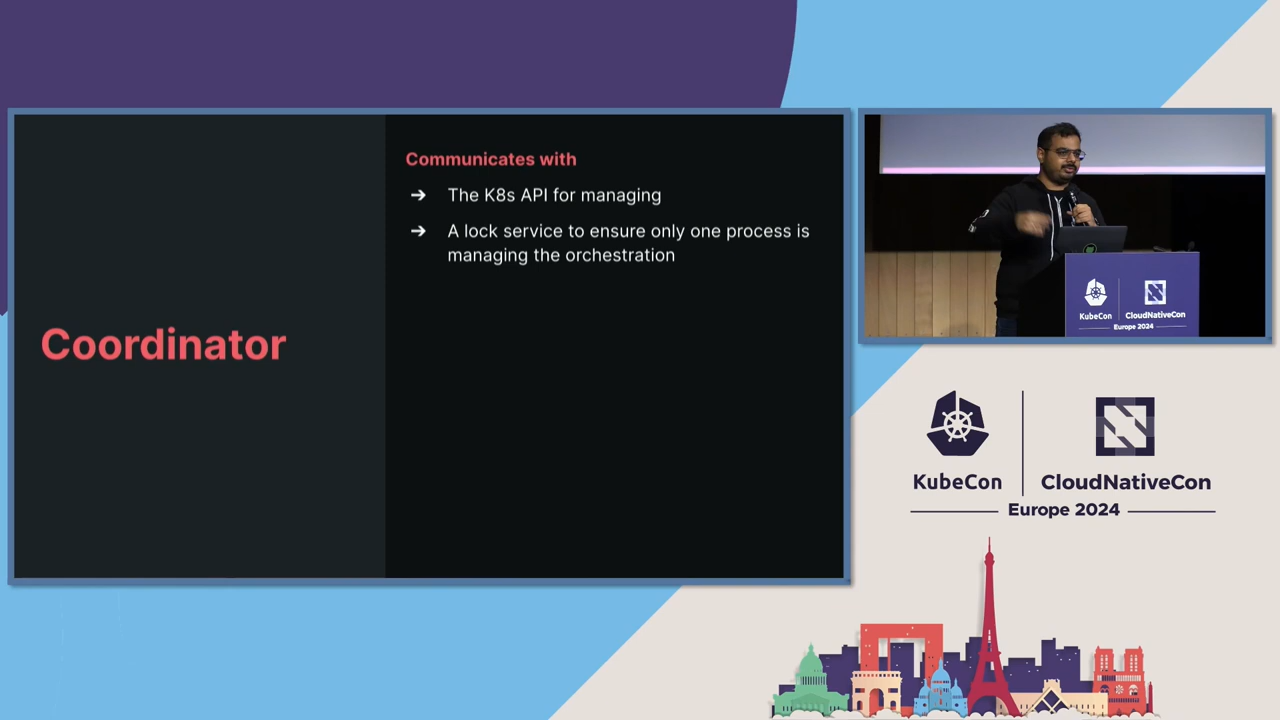 Coordinator
Communicates with
➔ The K8s API for managing
➔ A lock service to ensure only one process is
managing the orchestration
KubeCon
CloudNativeCon
Europe 2024
KubeCon
CloudNativeCon
Europe 2024